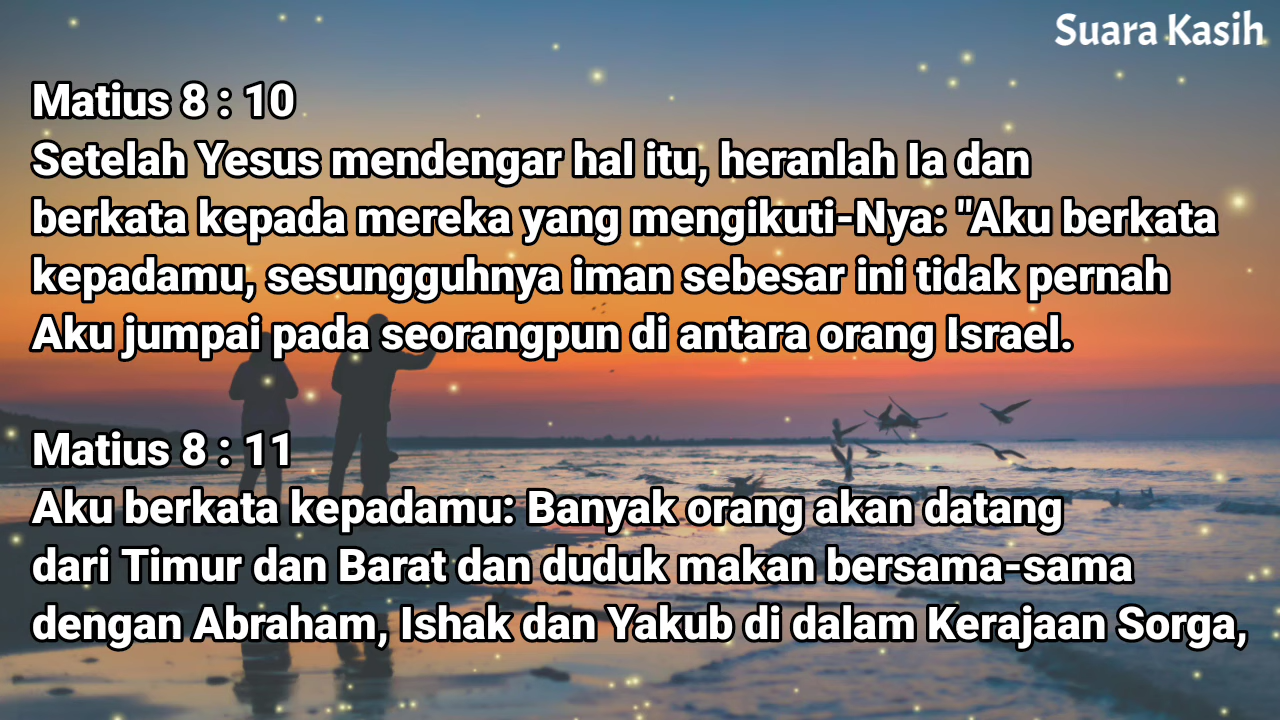 Suara Kasih
Matius 8 : 10
Setelah Yesus mendengar hal itu, heranlah Ia dan
berkata kepada mereka yang mengikuti-Nya: "Aku berkata
kepadamu, sesungguhnya iman sebesar ini tidak pernah
Aku jumpai pada seorangpun di antara orang Israel.
Matius 8 : 11
Aku berkata kepadamu: Banyak orang akan datang
dari Timur dan Barat dan duduk makan bersama-sama
dengan Abraham, Ishak dan Yakub di dalam Kerajaan Sorga,